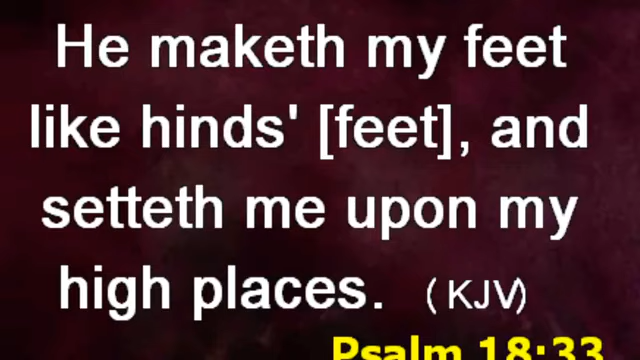 He maketh my feet
like hinds' [feet], and
setteth me upon my
high places. (KJV)
Psalm 18:33